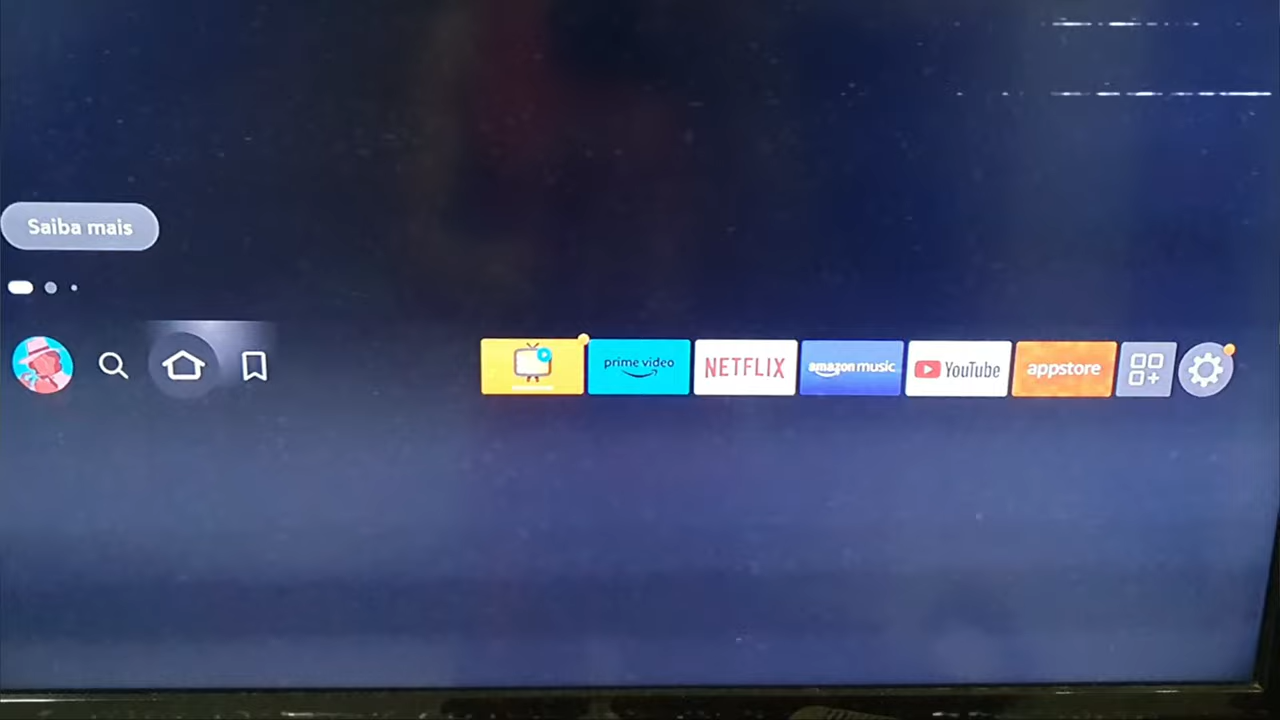 Saiba mais
prime video
NETFLIX
amazon music
YouTube
appstore